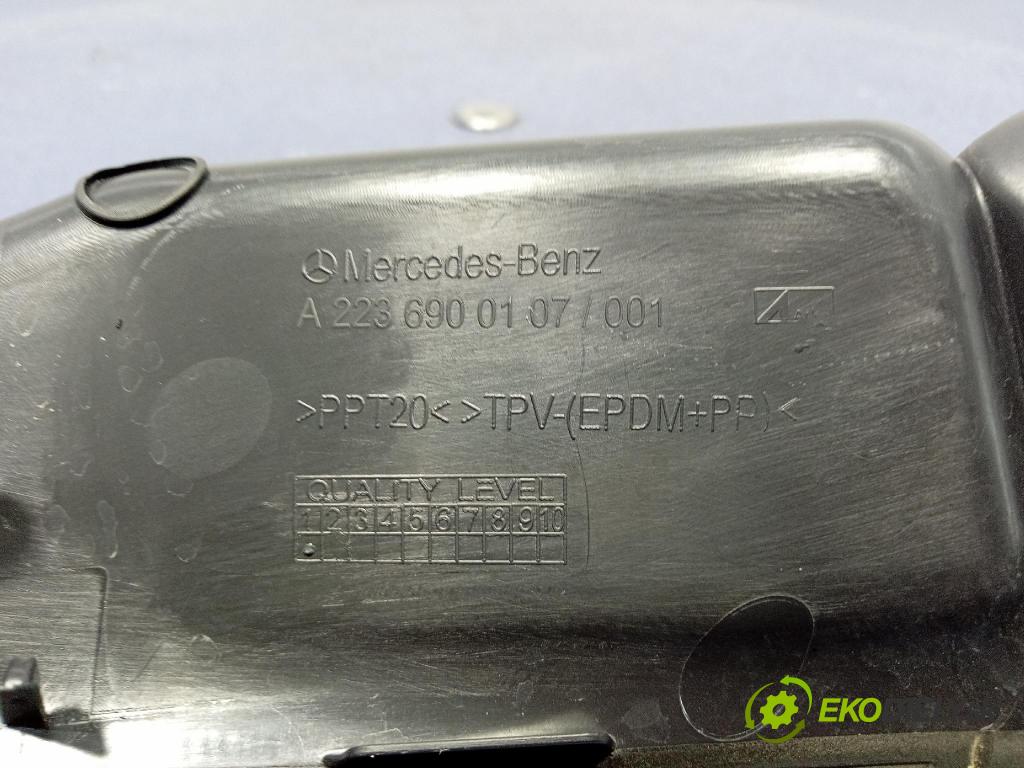 Mercedes-Benz
A 223 690 01 07 / 001
>PPT20< >TPV-(EPDM+PP)<
QUALITY LEVEL
1 2 3 4 5 6 7 8 9 10
EKO